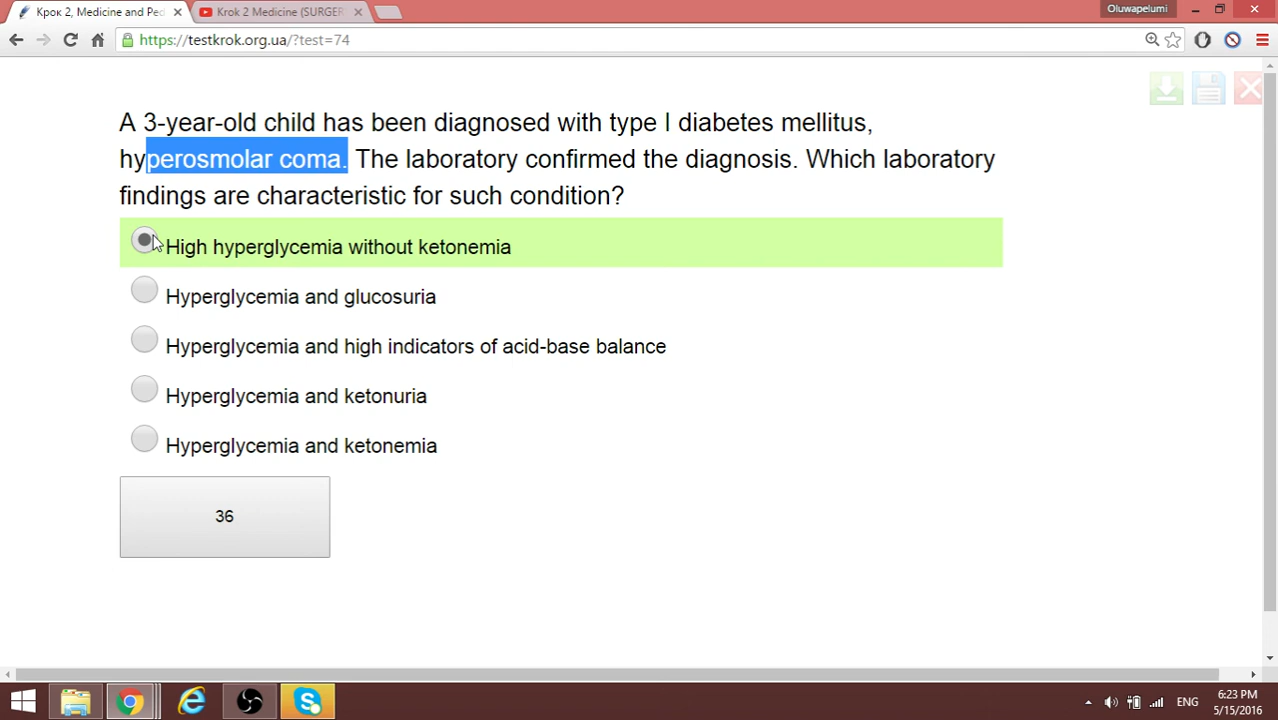 Крок 2, Medicine and Ped
Krok 2 Medicine (SURGER
Oluwapelumi
https://testkrok.org.ua/?test=74
A 3-year-old child has been diagnosed with type I diabetes mellitus,
hyperosmolar coma. The laboratory confirmed the diagnosis. Which laboratory
findings are characteristic for such condition?
High hyperglycemia without ketonemia
Hyperglycemia and glucosuria
Hyperglycemia and high indicators of acid-base balance
Hyperglycemia and ketonuria
Hyperglycemia and ketonemia
36
ENG
6:23 PM
5/15/2016